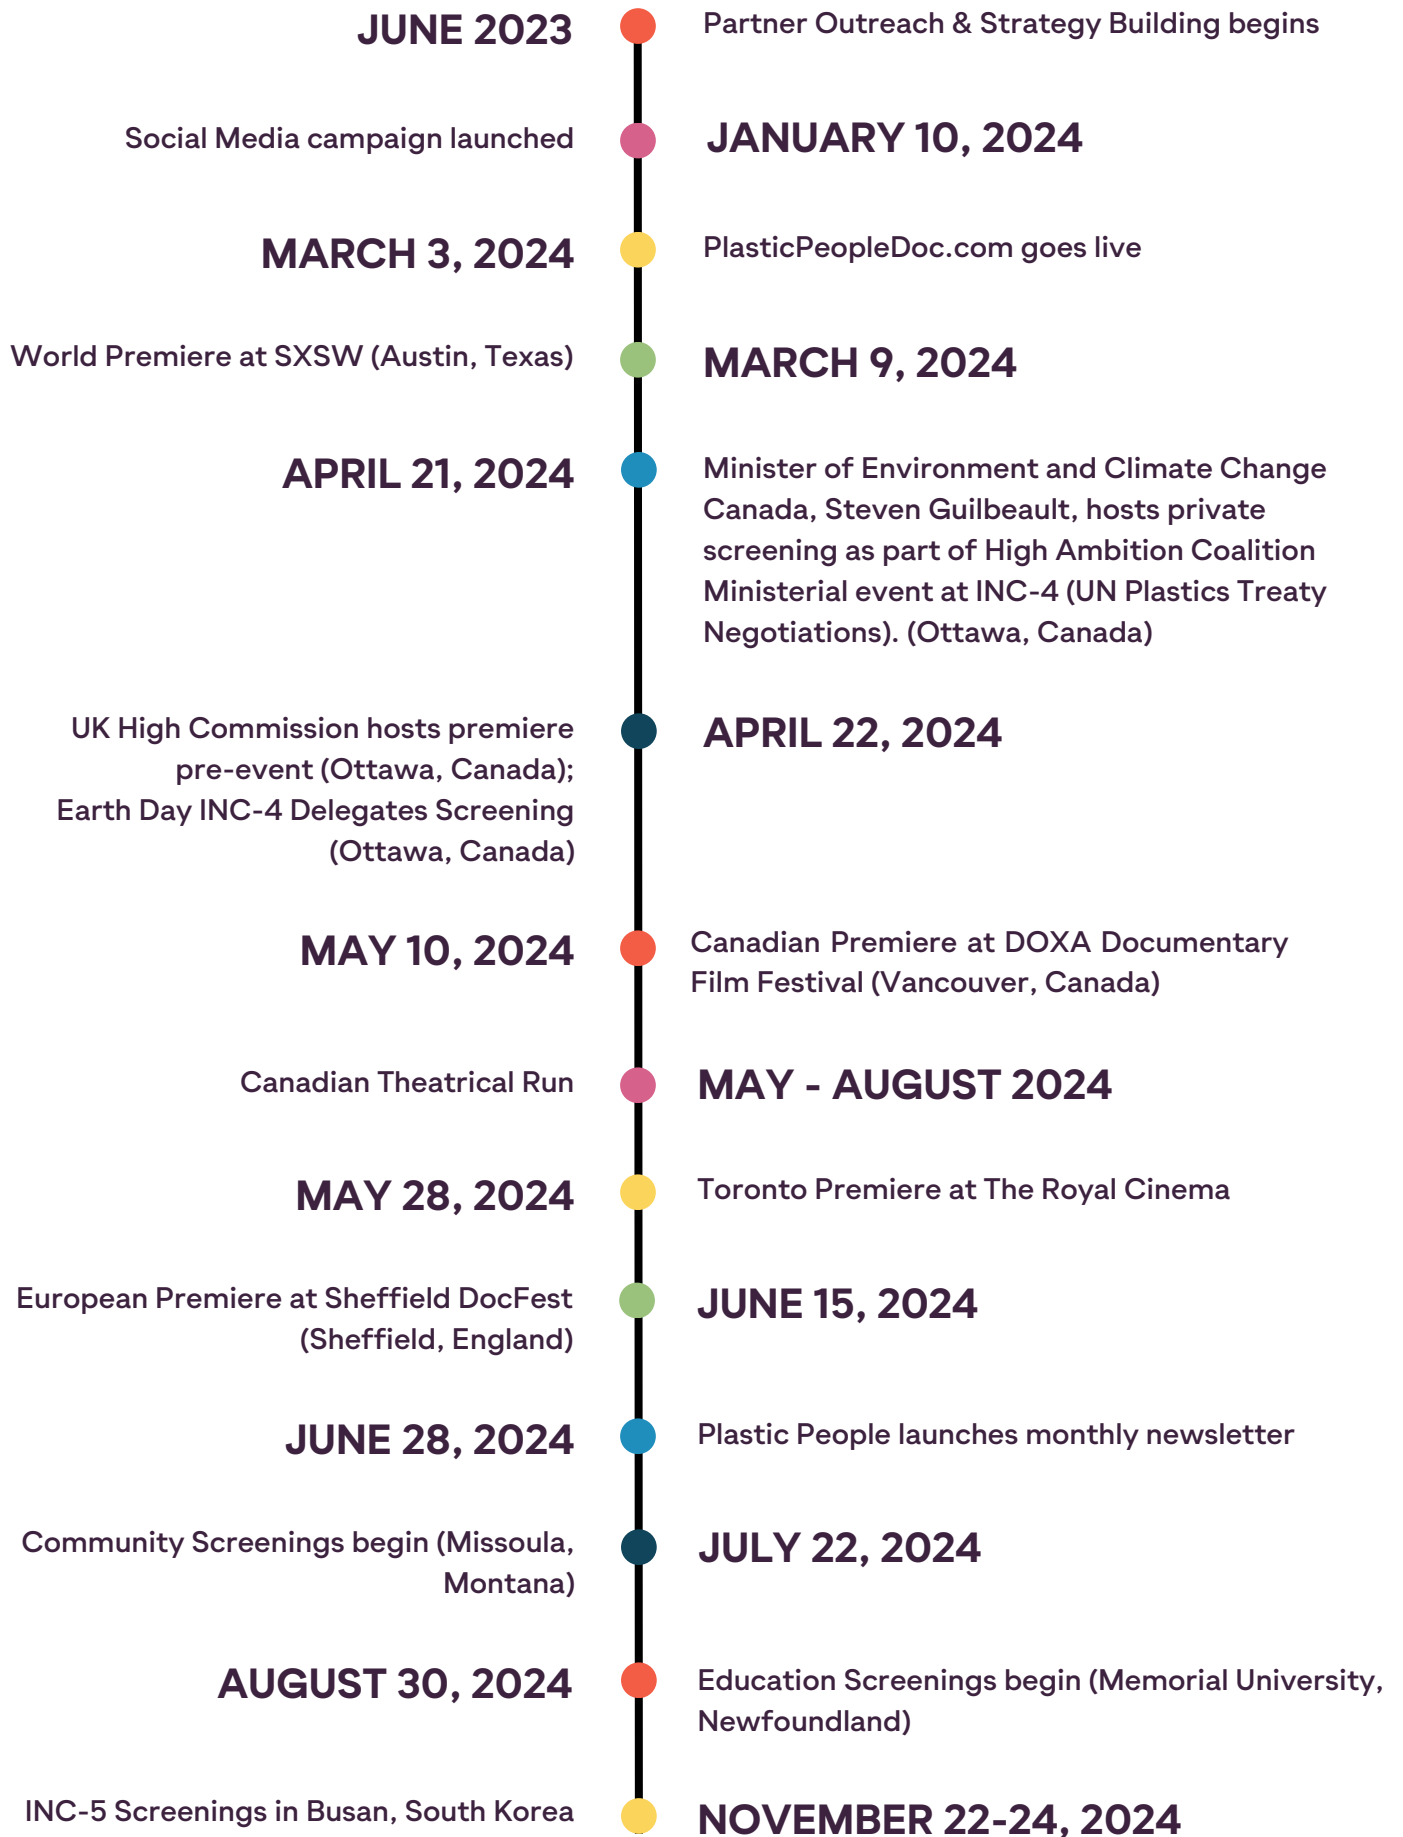 JUNE 2023
Partner Outreach & Strategy Building begins
Social Media campaign launched
JANUARY 10, 2024
MARCH 3, 2024
PlasticPeopleDoc.com goes live
World Premiere at SXSW (Austin, Texas)
MARCH 9, 2024
APRIL 21, 2024
Minister of Environment and Climate Change
Canada, Steven Guilbeault, hosts private
screening as part of High Ambition Coalition
Ministerial event at INC-4 (UN Plastics Treaty
Negotiations). (Ottawa, Canada)
UK High Commission hosts premiere
pre-event (Ottawa, Canada);
Earth Day INC-4 Delegates Screening
(Ottawa, Canada)
APRIL 22, 2024
MAY 10, 2024
Canadian Premiere at DOXA Documentary
Film Festival (Vancouver, Canada)
Canadian Theatrical Run
MAY - AUGUST 2024
MAY 28, 2024
Toronto Premiere at The Royal Cinema
European Premiere at Sheffield DocFest
(Sheffield, England)
JUNE 15, 2024
JUNE 28, 2024
Plastic People launches monthly newsletter
Community Screenings begin (Missoula,
Montana)
JULY 22, 2024
AUGUST 30, 2024
Education Screenings begin (Memorial University,
Newfoundland)
INC-5 Screenings in Busan, South Korea
NOVEMBER 22-24, 2024